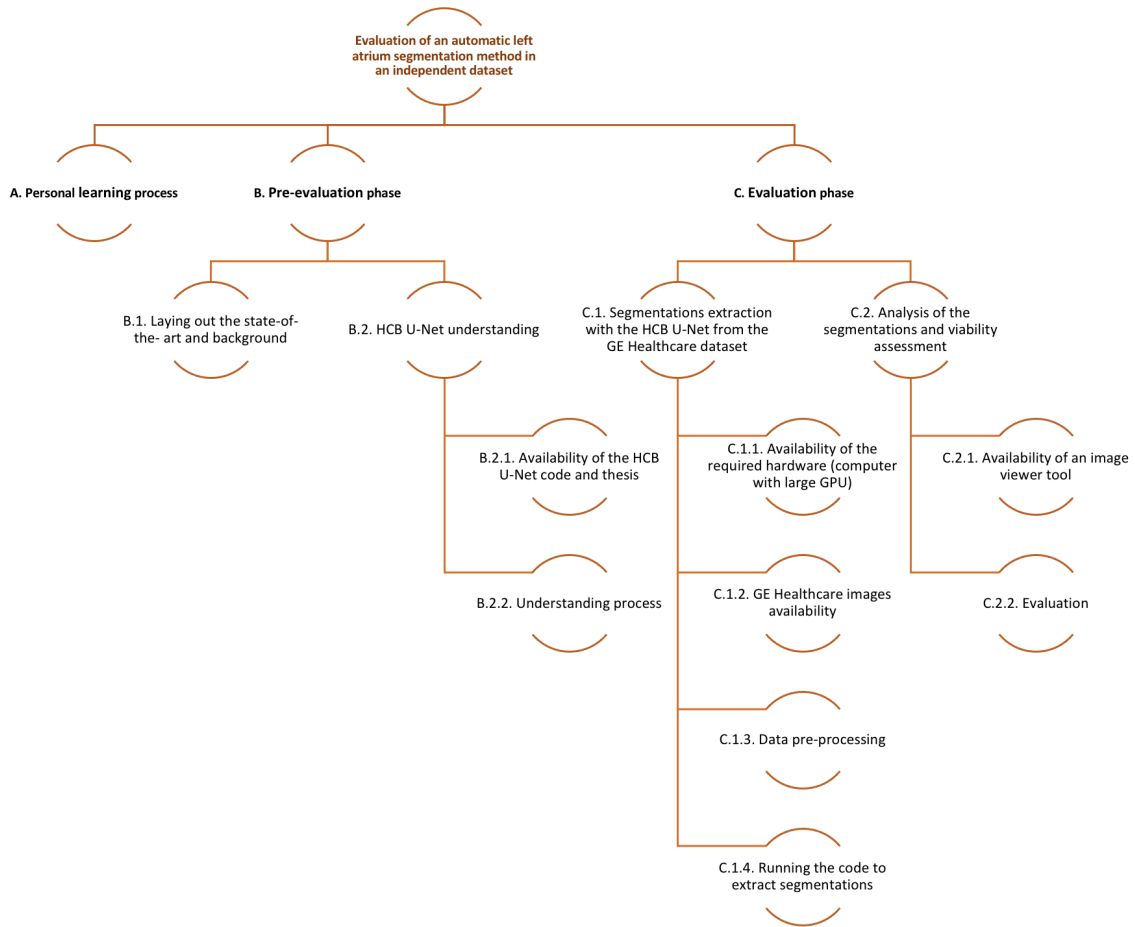 Evaluation of an automatic left
atrium segmentation method in
an independent dataset
A. Personal learning process
B. Pre-evaluation phase
C. Evaluation phase
B.1. Laying out the state-of-
the- art and background
B.2. HCB U-Net understanding
C.1. Segmentations extraction
with the HCB U-Net from the
GE Healthcare dataset
C.2. Analysis of the
segmentations and viability
assessment
B.2.1. Availability of the HCB
U-Net code and thesis
C.1.1. Availability of the
required hardware (computer
with large GPU)
C.2.1. Availability of an image
viewer tool
B.2.2. Understanding process
C.1.2. GE Healthcare images
availability
C.2.2. Evaluation
C.1.3. Data pre-processing
C.1.4. Running the code to
extract segmentations